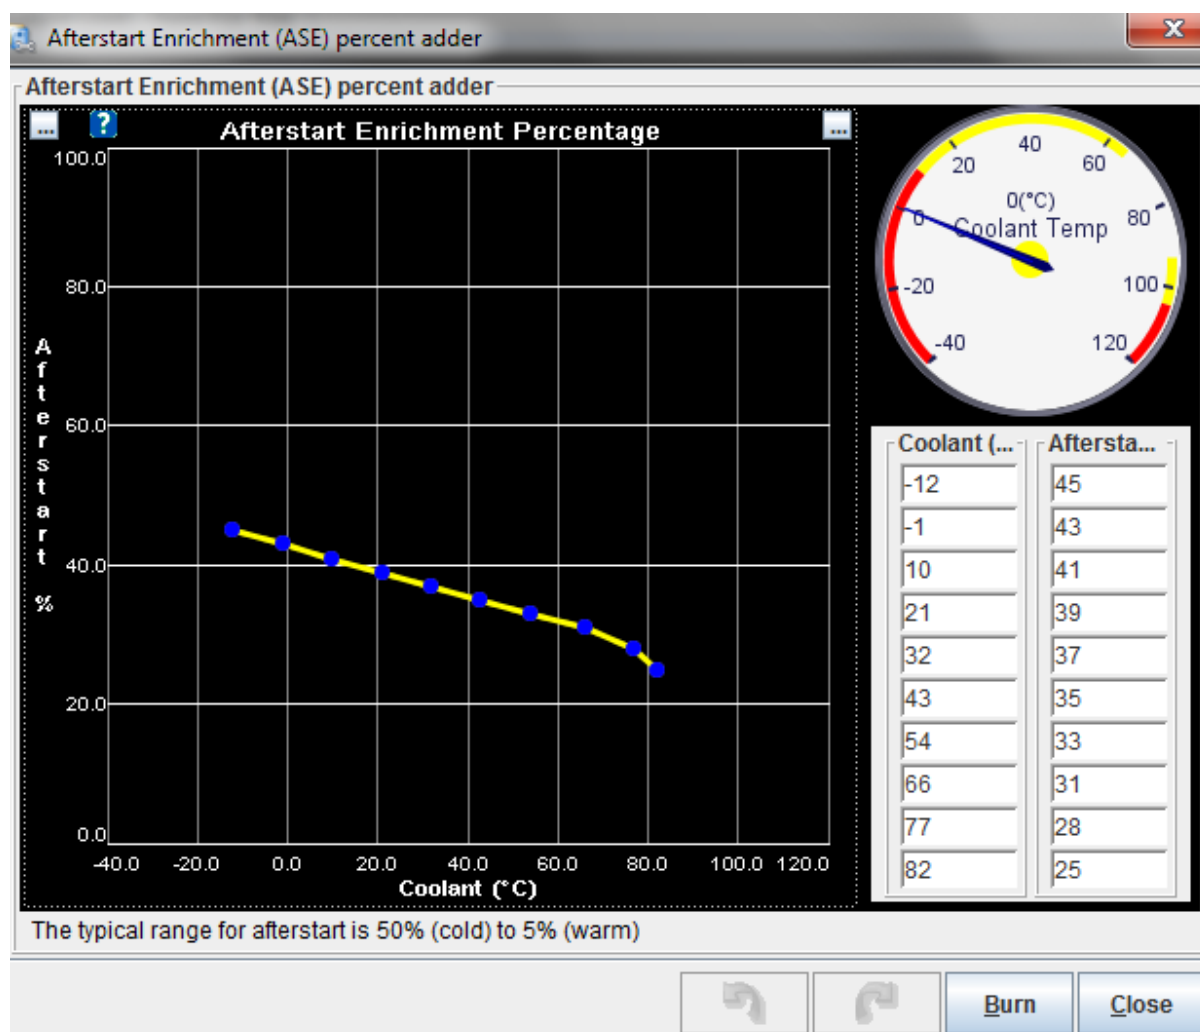 Afterstart Enrichment (ASE) percent adder
Afterstart Enrichment (ASE) percent adder
...
?
Afterstart Enrichment Percentage
...
Afterstart %
100.0
80.0
60.0
40.0
20.0
0.0
-40.0 -20.0 0.0 20.0 40.0 60.0 80.0 100.0 120.0
Coolant (°C)
-40
-20
0
20
40
60
80
100
120
0(°C)
Coolant Temp
Coolant (... Aftersta...
-12 45
-1 43
10 41
21 39
32 37
43 35
54 33
66 31
77 28
82 25
The typical range for afterstart is 50% (cold) to 5% (warm)
Burn Close